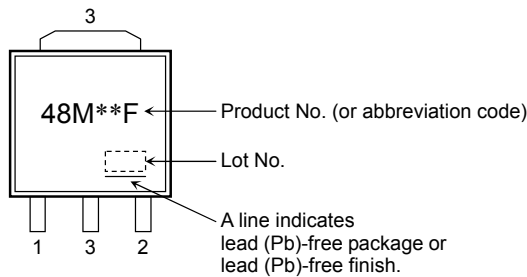 3
48M**F
Product No. (or abbreviation code)
Lot No.
A line indicates
lead (Pb)-free package or
lead (Pb)-free finish.
1 3 2